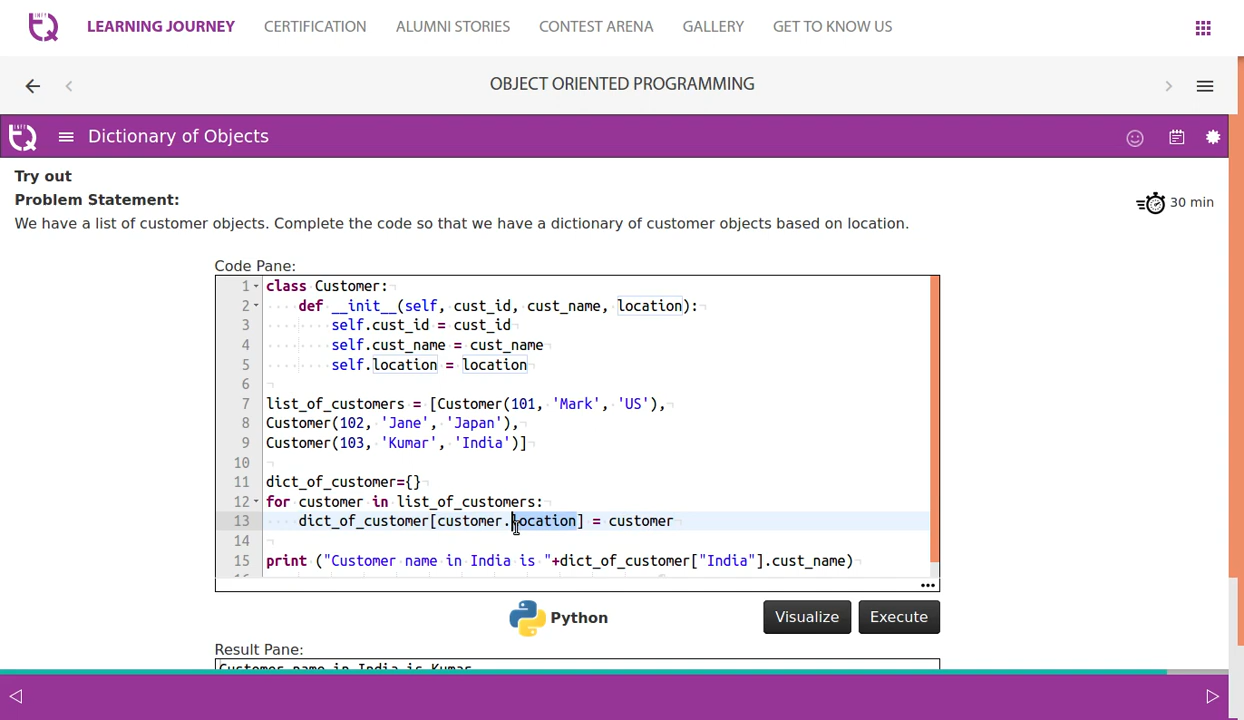 LEARNING JOURNEY CERTIFICATION ALUMNI STORIES CONTEST ARENA GALLERY GET TO KNOW US
OBJECT ORIENTED PROGRAMMING
Dictionary of Objects
Try out
Problem Statement:
30 min
We have a list of customer objects. Complete the code so that we have a dictionary of customer objects based on location.
Code Pane:
1 class Customer:
2 def __init__(self, cust_id, cust_name, location):
3 self.cust_id = cust_id
4 self.cust_name = cust_name
5 self.location = location
6
7 list_of_customers = [Customer(101, 'Mark', 'US'),
8 Customer(102, 'Jane', 'Japan'),
9 Customer(103, 'Kumar', 'India')]
10
11 dict_of_customer={}
12 for customer in list_of_customers:
13 dict_of_customer[customer.location] = customer
14
15 print ("Customer name in India is "+dict_of_customer["India"].cust_name)
Python Visualize Execute
Result Pane:
Customer name in India is Kumar